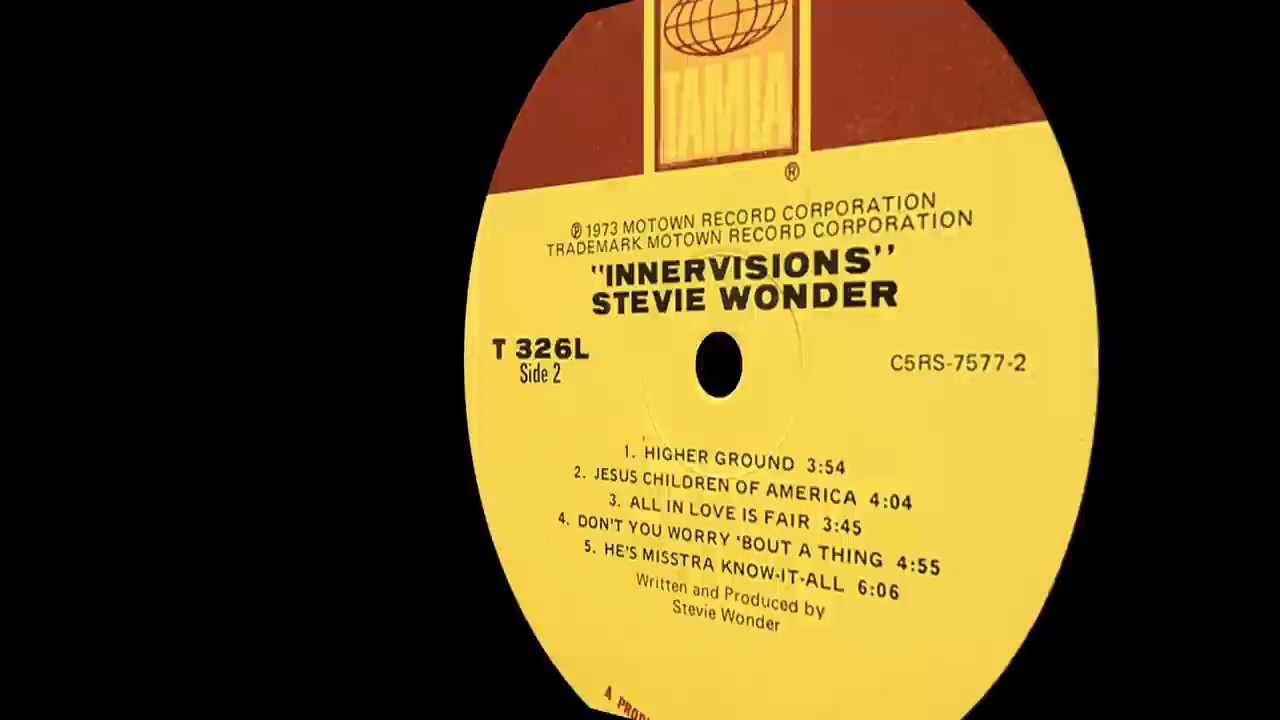 TAMLA
®
℗ 1973 MOTOWN RECORD CORPORATION
TRADEMARK MOTOWN RECORD CORPORATION
"INNERVISIONS"
STEVIE WONDER
T 326L
Side 2
C5RS-7577-2
1. HIGHER GROUND 3:54
2. JESUS CHILDREN OF AMERICA 4:04
3. ALL IN LOVE IS FAIR 3:45
4. DON'T YOU WORRY 'BOUT A THING 4:55
5. HE'S MISSTRA KNOW-IT-ALL 6:06
Written and Produced by
Stevie Wonder
A